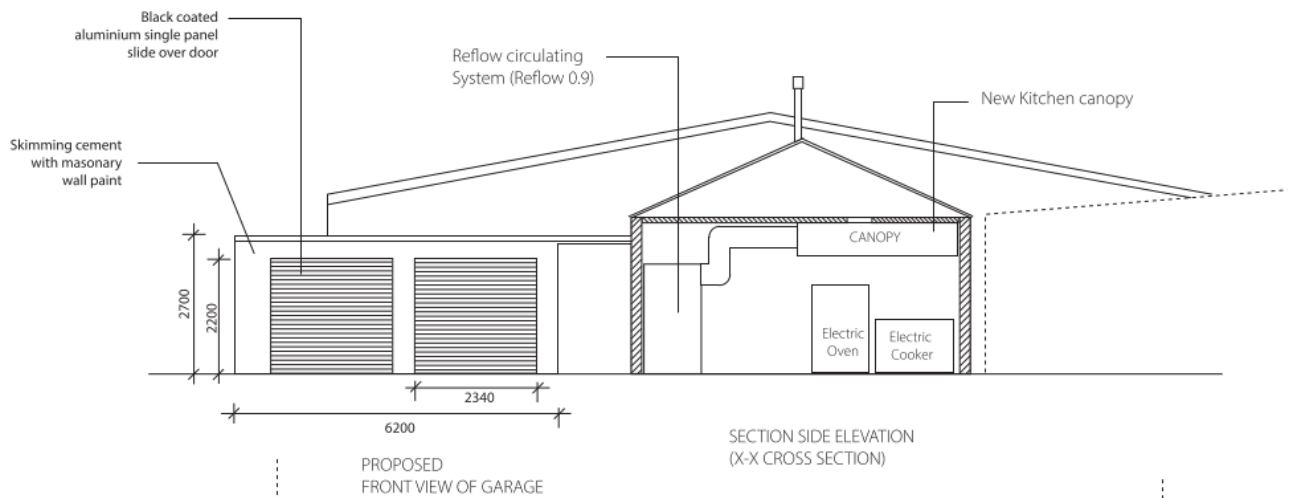 Black coated
aluminium single panel
slide over door
Reflow circulating
System (Reflow 0.9)
New Kitchen canopy
Skimming cement
with masonary
wall paint
CANOPY
2700
2200
Electric
Oven
Electric
Cooker
2340
6200
SECTION SIDE ELEVATION
(X-X CROSS SECTION)
PROPOSED
FRONT VIEW OF GARAGE